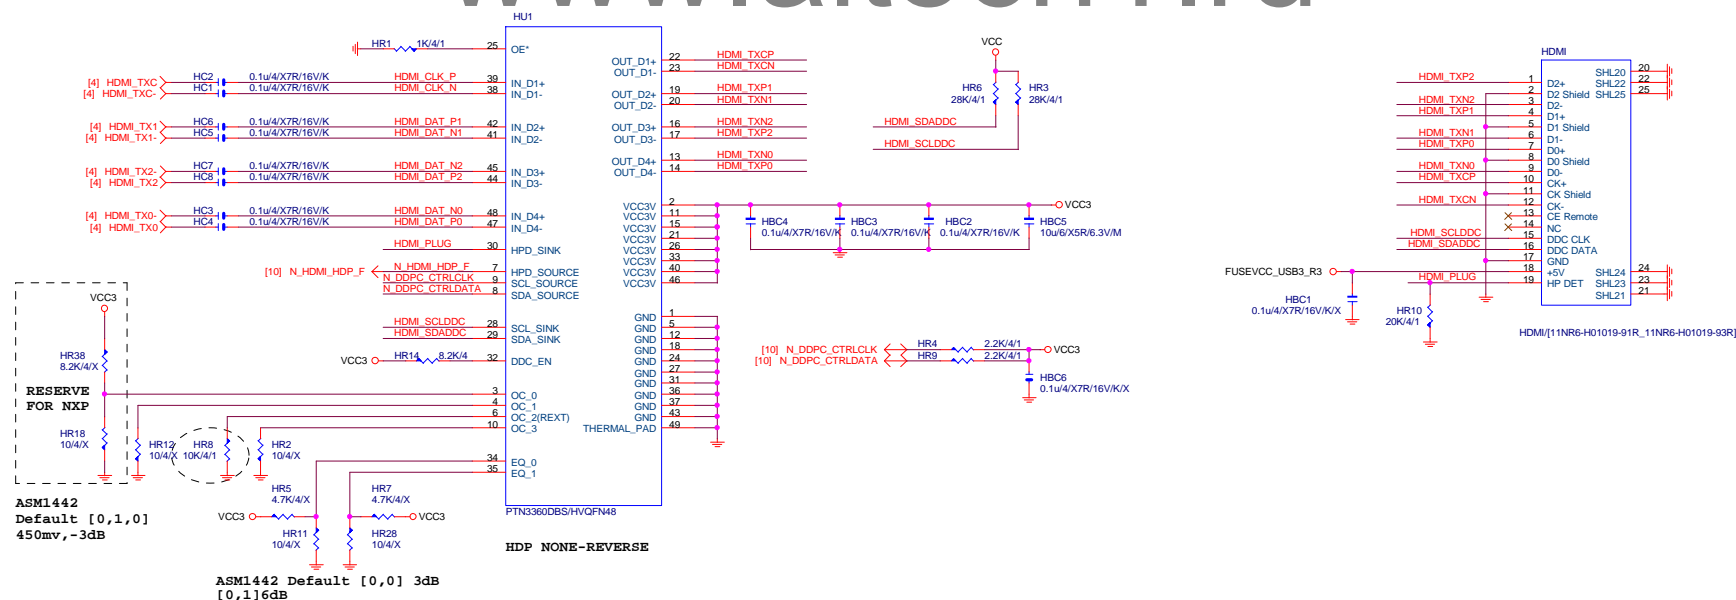 HU1
HR1 1K/4/1 25 OE*
[4] HDMI_TXC HC2 0.1u/4/X7R/16V/K HDMI_CLK_P 39 IN_D1+
[4] HDMI_TXC- HC1 0.1u/4/X7R/16V/K HDMI_CLK_N 38 IN_D1-
[4] HDMI_TX1 HC6 0.1u/4/X7R/16V/K HDMI_DAT_P1 42 IN_D2+
[4] HDMI_TX1- HC5 0.1u/4/X7R/16V/K HDMI_DAT_N1 41 IN_D2-
[4] HDMI_TX2- HC7 0.1u/4/X7R/16V/K HDMI_DAT_N2 45 IN_D3+
[4] HDMI_TX2 HC8 0.1u/4/X7R/16V/K HDMI_DAT_P2 44 IN_D3-
[4] HDMI_TX0- HC3 0.1u/4/X7R/16V/K HDMI_DAT_N0 48 IN_D4+
[4] HDMI_TX0 HC4 0.1u/4/X7R/16V/K HDMI_DAT_P0 47 IN_D4-
HDMI_PLUG 30 HPD_SINK
[10] N_HDMI_HDP_F N_HDMI_HDP_F 7 HPD_SOURCE
N_DDPC_CTRLCLK 9 SCL_SOURCE
N_DDPC_CTRLDATA 8 SDA_SOURCE
HDMI_SCLDDC 28 SCL_SINK
HDMI_SDADDC 29 SDA_SINK
VCC3 HR14 8.2K/4 32 DDC_EN
3 OC_0
4 OC_1
6 OC_2(REXT)
10 OC_3
34 EQ_0
35 EQ_1
VCC3
HR38
8.2K/4/X
RESERVE
FOR NXP
HR18
10/4/X
HR12
10/4/X
HR8
10K/4/1
HR2
10/4/X
ASM1442
Default [0,1,0]
450mv,-3dB
HR5
4.7K/4/X
HR7
4.7K/4/X
VCC3
VCC3
HR11
10/4/X
HR28
10/4/X
ASM1442 Default [0,0] 3dB
[0,1]6dB
PTN3360DBS/HVQFN48
HDP NONE-REVERSE
OUT_D1+ 22 HDMI_TXCP
OUT_D1- 23 HDMI_TXCN
OUT_D2+ 19 HDMI_TXP1
OUT_D2- 20 HDMI_TXN1
OUT_D3+ 16 HDMI_TXN2
OUT_D3- 17 HDMI_TXP2
OUT_D4+ 13 HDMI_TXN0
OUT_D4- 14 HDMI_TXP0
VCC3V 2
VCC3V 11
VCC3V 15
VCC3V 21
VCC3V 26
VCC3V 33
VCC3V 40
VCC3V 46
GND 1
GND 5
GND 12
GND 18
GND 24
GND 27
GND 31
GND 36
GND 37
GND 43
THERMAL_PAD 49
VCC
HR6
28K/4/1
HR3
28K/4/1
HDMI_SDADDC
HDMI_SCLDDC
VCC3
HBC4
0.1u/4/X7R/16V/K
HBC3
0.1u/4/X7R/16V/K
HBC2
0.1u/4/X7R/16V/K
HBC5
10u/6/X5R/6.3V/M
[10] N_DDPC_CTRLCLK HR4 2.2K/4/1 VCC3
[10] N_DDPC_CTRLDATA HR9 2.2K/4/1
HBC6
0.1u/4/X7R/16V/K/X
HDMI
HDMI_TXP2 1 D2+
2 D2 Shield
HDMI_TXN2 3 D2-
HDMI_TXP1 4 D1+
5 D1 Shield
HDMI_TXN1 6 D1-
HDMI_TXP0 7 D0+
8 D0 Shield
HDMI_TXN0 9 D0-
HDMI_TXCP 10 CK+
11 CK Shield
HDMI_TXCN 12 CK-
13 CE Remote
14 NC
HDMI_SCLDDC 15 DDC CLK
HDMI_SDADDC 16 DDC DATA
17 GND
FUSEVCC_USB3_R3 18 +5V
HDMI_PLUG 19 HP DET
SHL20 20
SHL22 22
SHL25 25
SHL24 24
SHL23 23
SHL21 21
HBC1
0.1u/4/X7R/16V/K/X
HR10
20K/4/1
HDMI/[11NR6-H01019-91R_11NR6-H01019-93R]